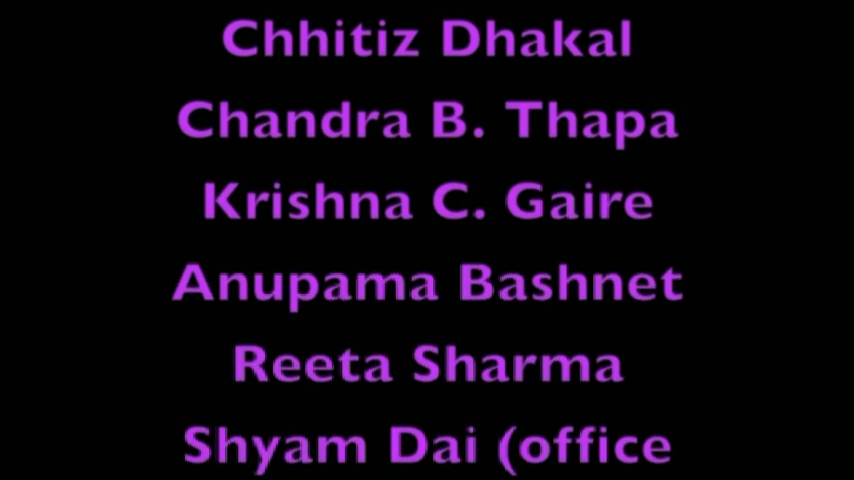 Chhitiz Dhakal
Chandra B. Thapa
Krishna C. Gaire
Anupama Bashnet
Reeta Sharma
Shyam Dai (office